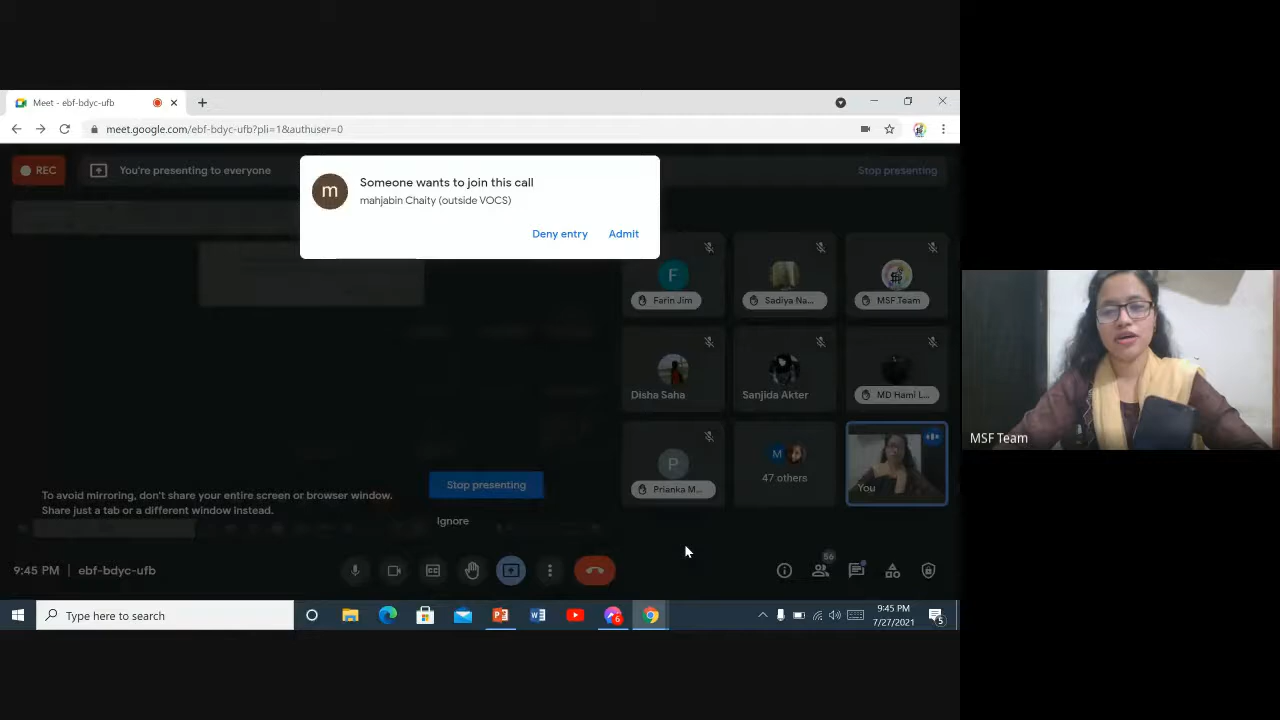 Meet - ebf-bdyc-ufb
meet.google.com/ebf-bdyc-ufb?pli=1&authuser=0
REC
You're presenting to everyone
Stop presenting
m
Someone wants to join this call
mahjabin Chaity (outside VOCS)
Deny entry
Admit
F
Farin Jim
Sadiya Na...
MSF Team
Disha Saha
Sanjida Akter
MD Hami L...
P
Prianka M...
M
47 others
You
To avoid mirroring, don't share your entire screen or browser window.
Share just a tab or a different window instead.
Stop presenting
Ignore
9:45 PM | ebf-bdyc-ufb
56
MSF Team
Type here to search
6
9:45 PM
7/27/2021
5